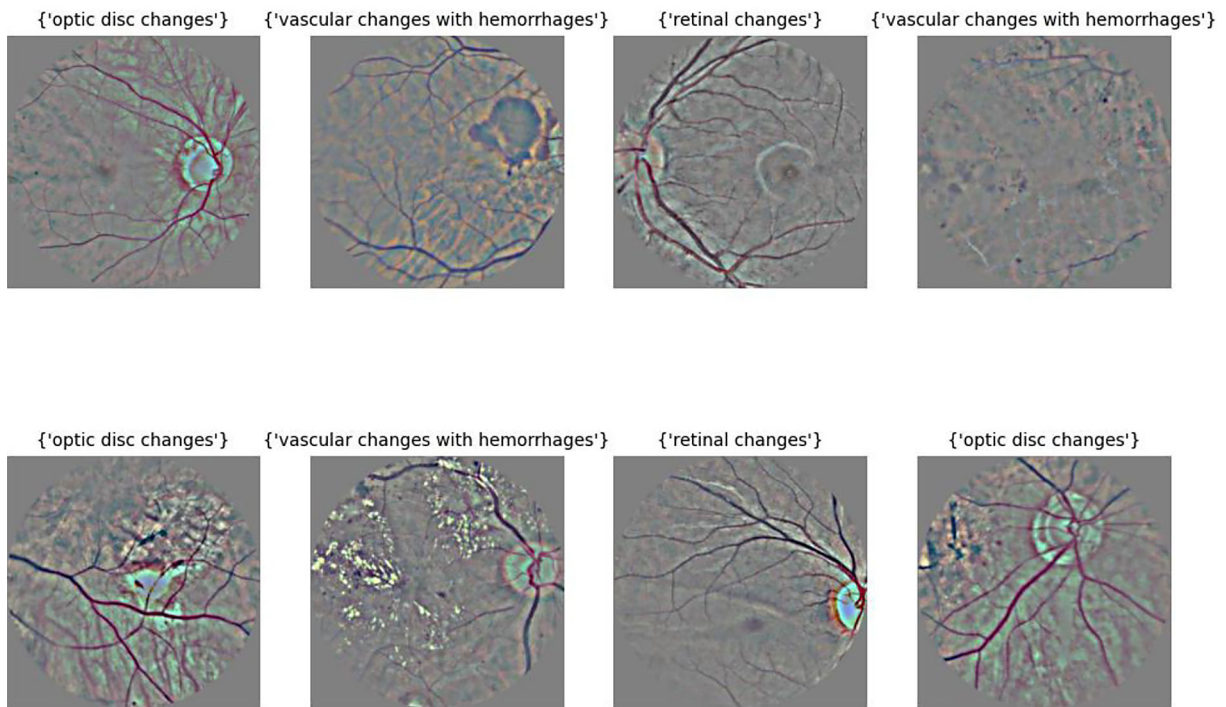 {'optic disc changes'}
{'vascular changes with hemorrhages'}
{'retinal changes'}
{'vascular changes with hemorrhages'}
{'optic disc changes'}
{'vascular changes with hemorrhages'}
{'retinal changes'}
{'optic disc changes'}